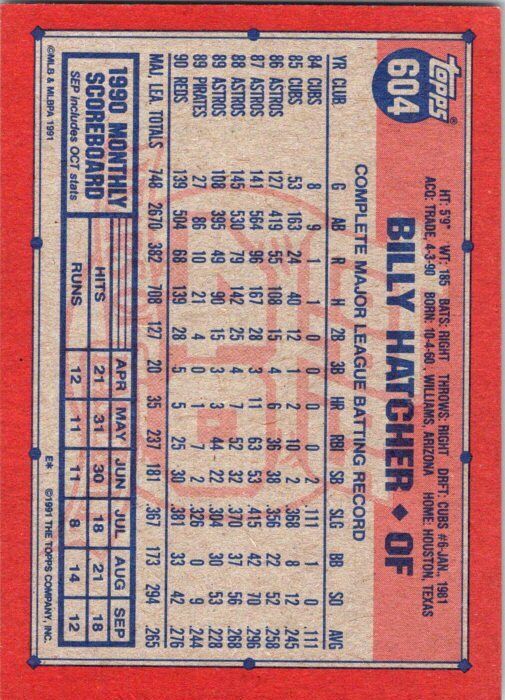 topps®
604
HT: 5'9" WT: 185 BATS: RIGHT THROWS: RIGHT DRFT: CUBS #6-JAN, 1981
ACQ: TRADE, 4-3-90 BORN: 10-4-60, WILLIAMS, ARIZONA HOME: HOUSTON, TEXAS
BILLY HATCHER ◆ OF
COMPLETE MAJOR LEAGUE BATTING RECORD
YR CLUB G AB R H 2B 3B HR RB SB SLG BB SO AVG
84 CUBS 8 9 1 1 0 0 0 0 2 .111 1 0 .111
85 CUBS 53 163 24 40 12 1 2 10 2 .368 8 12 .245
86 ASTROS 127 419 55 108 15 4 6 36 38 .356 22 52 .258
87 ASTROS 141 564 96 167 28 3 11 63 53 .415 42 70 .296
88 ASTROS 145 530 79 142 25 4 7 52 32 .370 37 56 .268
89 ASTROS 108 395 49 90 15 3 3 44 22 .304 30 53 .228
89 PIRATES 27 86 10 21 4 0 1 7 2 .326 0 9 .244
90 REDS 139 504 68 139 28 5 5 25 30 .381 33 42 .276
MAJ. LEA. TOTALS 748 2670 382 708 127 20 35 237 181 .367 173 294 .265
1990 MONTHLY
SCOREBOARD
SEP includes OCT stats
APR MAY JUN JUL AUG SEP
HITS 21 31 30 18 21 18
RUNS 12 11 11 8 14 12
©MLB & MLBPA 1991
E*
©1991 THE TOPPS COMPANY, INC.